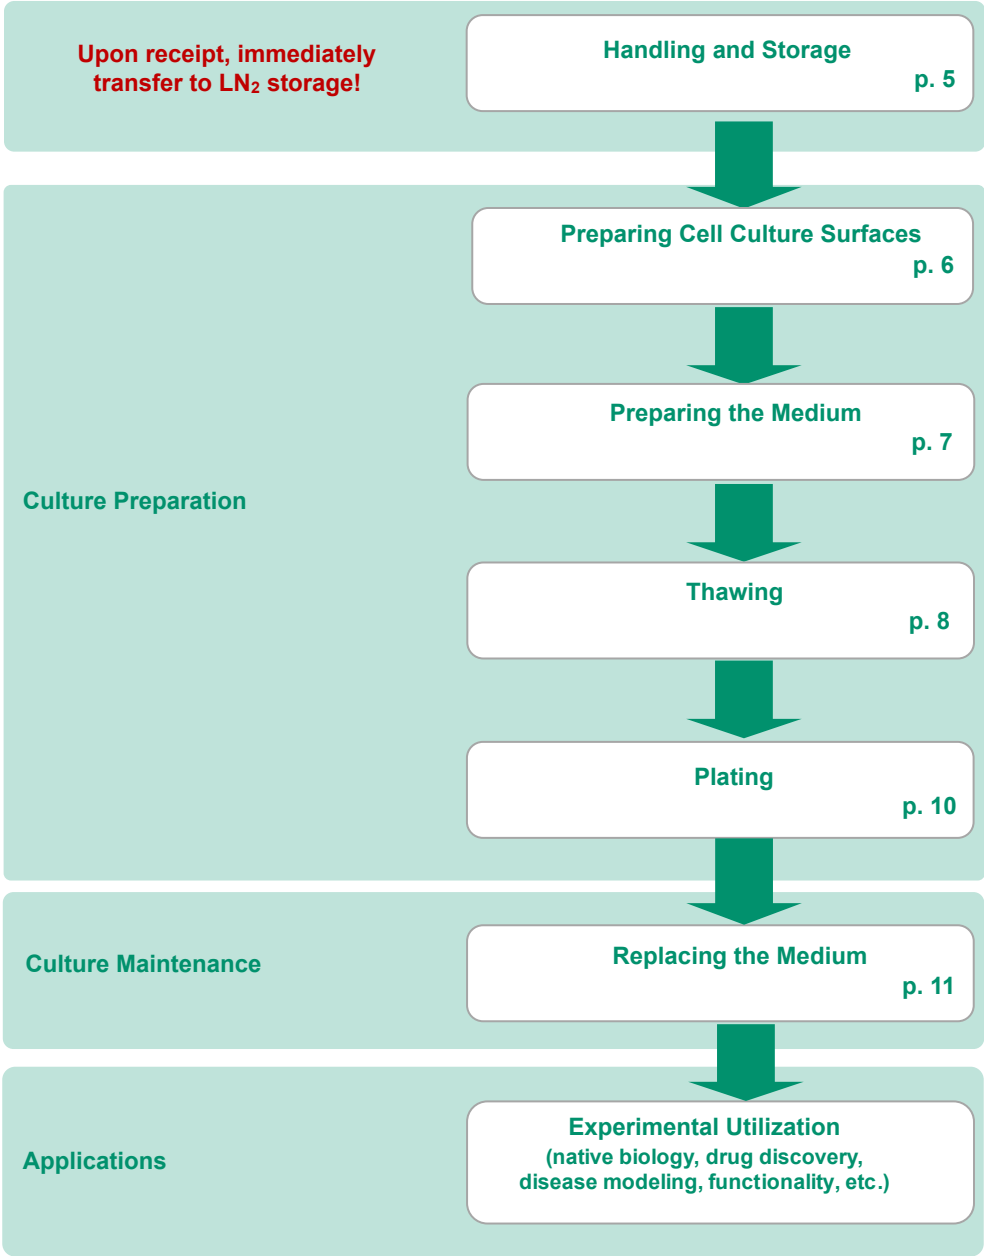 Upon receipt, immediately
transfer to LN₂ storage!
Handling and Storage
p. 5
Preparing Cell Culture Surfaces
p. 6
Preparing the Medium
p. 7
Culture Preparation
Thawing
p. 8
Plating
p. 10
Culture Maintenance
Replacing the Medium
p. 11
Applications
Experimental Utilization
(native biology, drug discovery,
disease modeling, functionality, etc.)